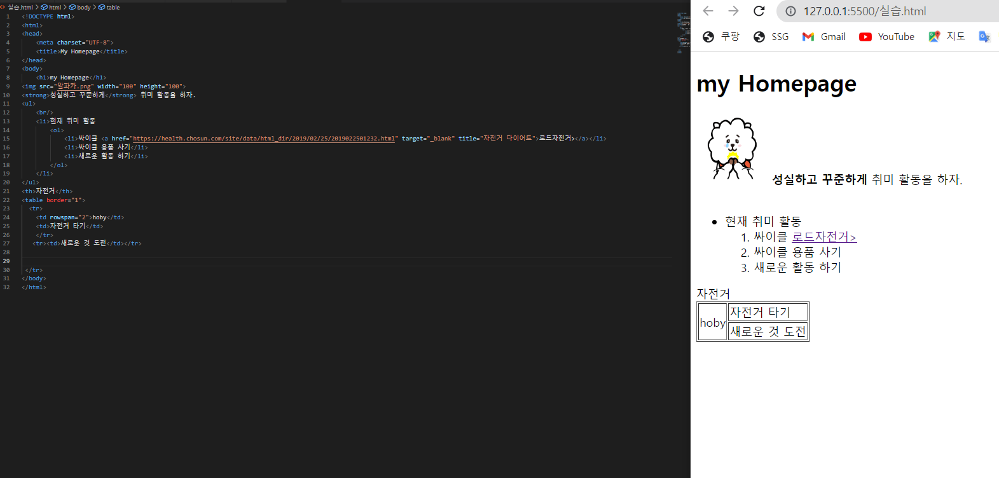 실습.html > html > body > table
1 <!DOCTYPE html>
2 <html>
3 <head>
4 <meta charset="UTF-8">
5 <title>My Homepage</title>
6 </head>
7 <body>
8 <h1>my Homepage</h1>
9 <img src="알파카.png" width="100" height="100">
10 <strong>성실하고 꾸준하게</strong> 취미 활동을 하자.
11 <ul>
12 <br/>
13 <li>현재 취미 활동
14 <ol>
15 <li>싸이클 <a href="https://health.chosun.com/site/data/html_dir/2019/02/25/2019022501232.html" target="_blank" title="자전거 다이어트">로드자전거></a></li>
16 <li>싸이클 용품 사기</li>
17 <li>새로운 활동 하기</li>
18 </ol>
19 </li>
20 </ul>
21 <th>자전거</th>
22 <table border="1">
23 <tr>
24 <td rowspan="2">hoby</td>
25 <td>자전거 타기</td>
26 </tr>
27 <tr><td>새로운 것 도전</td></tr>
28
29
30 </tr>
31 </body>
32 </html>
127.0.0.1:5500/실습.html
쿠팡 SSG Gmail YouTube 지도
my Homepage
성실하고 꾸준하게 취미 활동을 하자.
• 현재 취미 활동
1. 싸이클 로드자전거>
2. 싸이클 용품 사기
3. 새로운 활동 하기
자전거
hoby 자전거 타기
새로운 것 도전